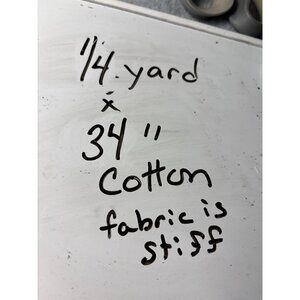 1/4 yard
x
34"
Cotton
fabric is
stiff